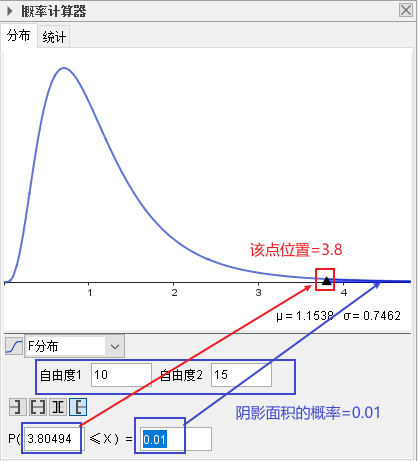 概率计算器
分布 统计
该点位置=3.8
1 2 3 4
μ = 1.1538 σ= 0.7462
F分布
自由度1 10 自由度2 15
阴影面积的概率=0.01
P( 3.80494 ≤ X ) = 0.01